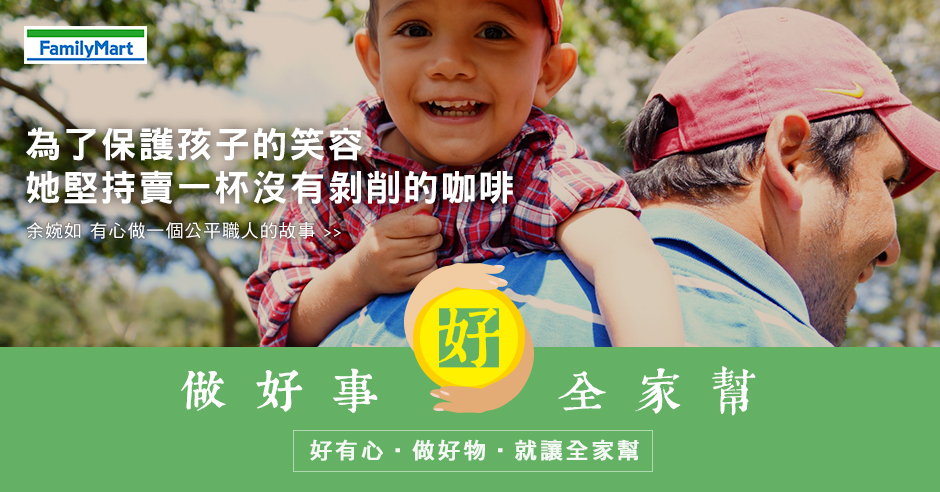 FamilyMart
為了保護孩子的笑容
她堅持賣一杯沒有剝削的咖啡
余婉如 有心做一個公平職人的故事 >>
好
做好事 全家幫
好有心・做好物・就讓全家幫